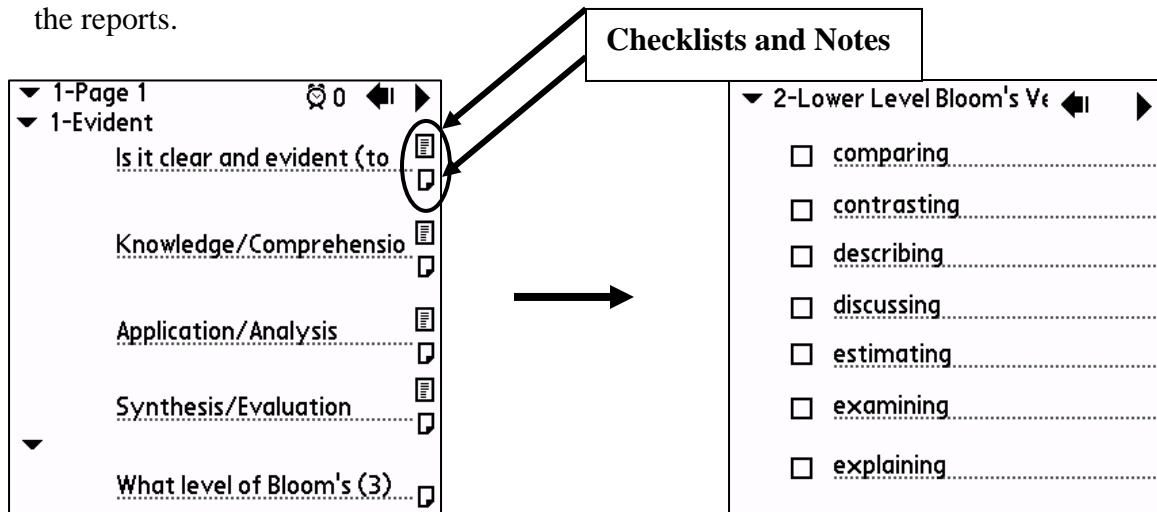 the reports.
Checklists and Notes
1-Page 1 0
1-Evident
Is it clear and evident (to
Knowledge/Comprehensio
Application/Analysis
Synthesis/Evaluation
What level of Bloom's (3)
2-Lower Level Bloom's Ve
comparing
contrasting
describing
discussing
estimating
examining
explaining